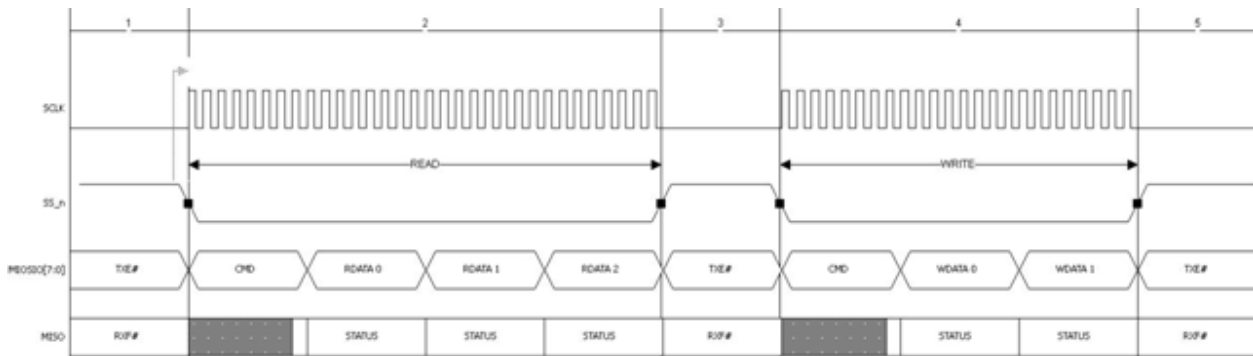 1 2 3 4 5
SCLK
READ WRITE
SS_n
MIOSIO[7:0] TXE# CMD RDATA 0 RDATA 1 RDATA 2 TXE# CMD WDATA 0 WDATA 1 TXE#
MISO RXF# STATUS STATUS STATUS RXF# STATUS STATUS RXF#